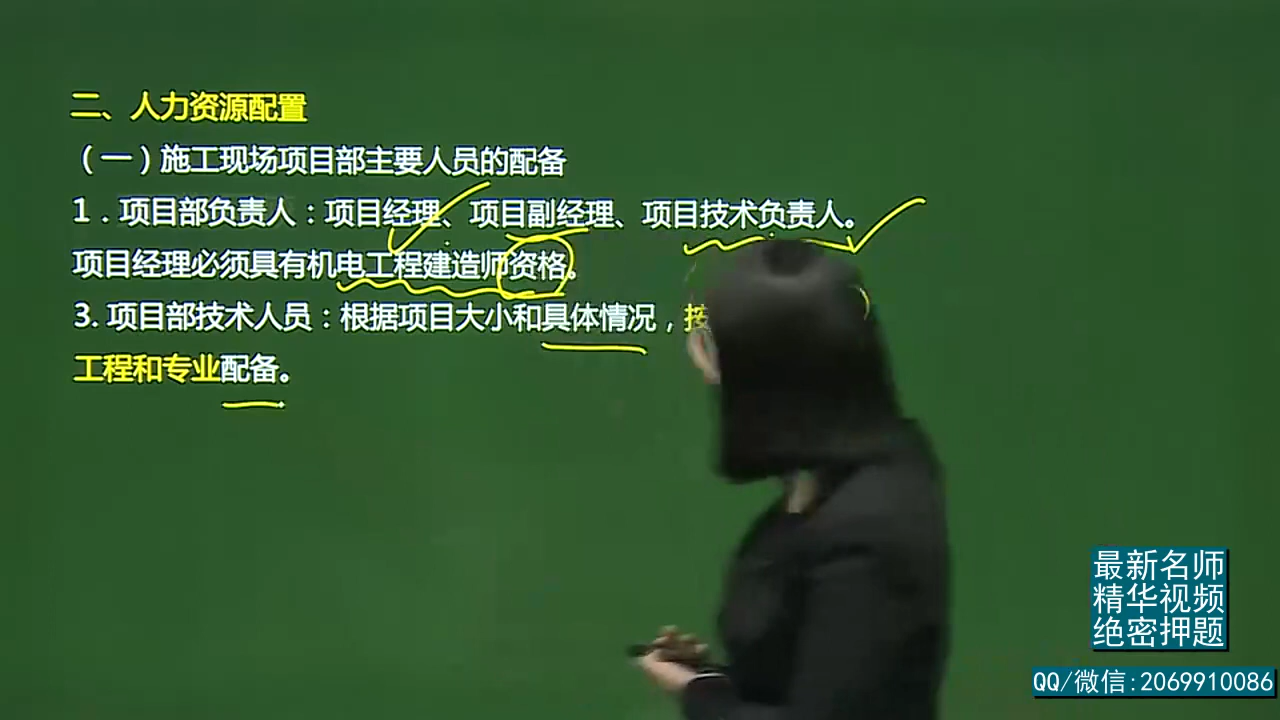 二、人力资源配置
（一）施工现场项目部主要人员的配备
1．项目部负责人：项目经理、项目副经理、项目技术负责人。
项目经理必须具有机电工程建造师资格。
3. 项目部技术人员：根据项目大小和具体情况，按
工程和专业配备。
最新名师
精华视频
绝密押题
QQ/微信:2069910086